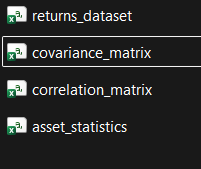 returns_dataset
covariance_matrix
correlation_matrix
asset_statistics